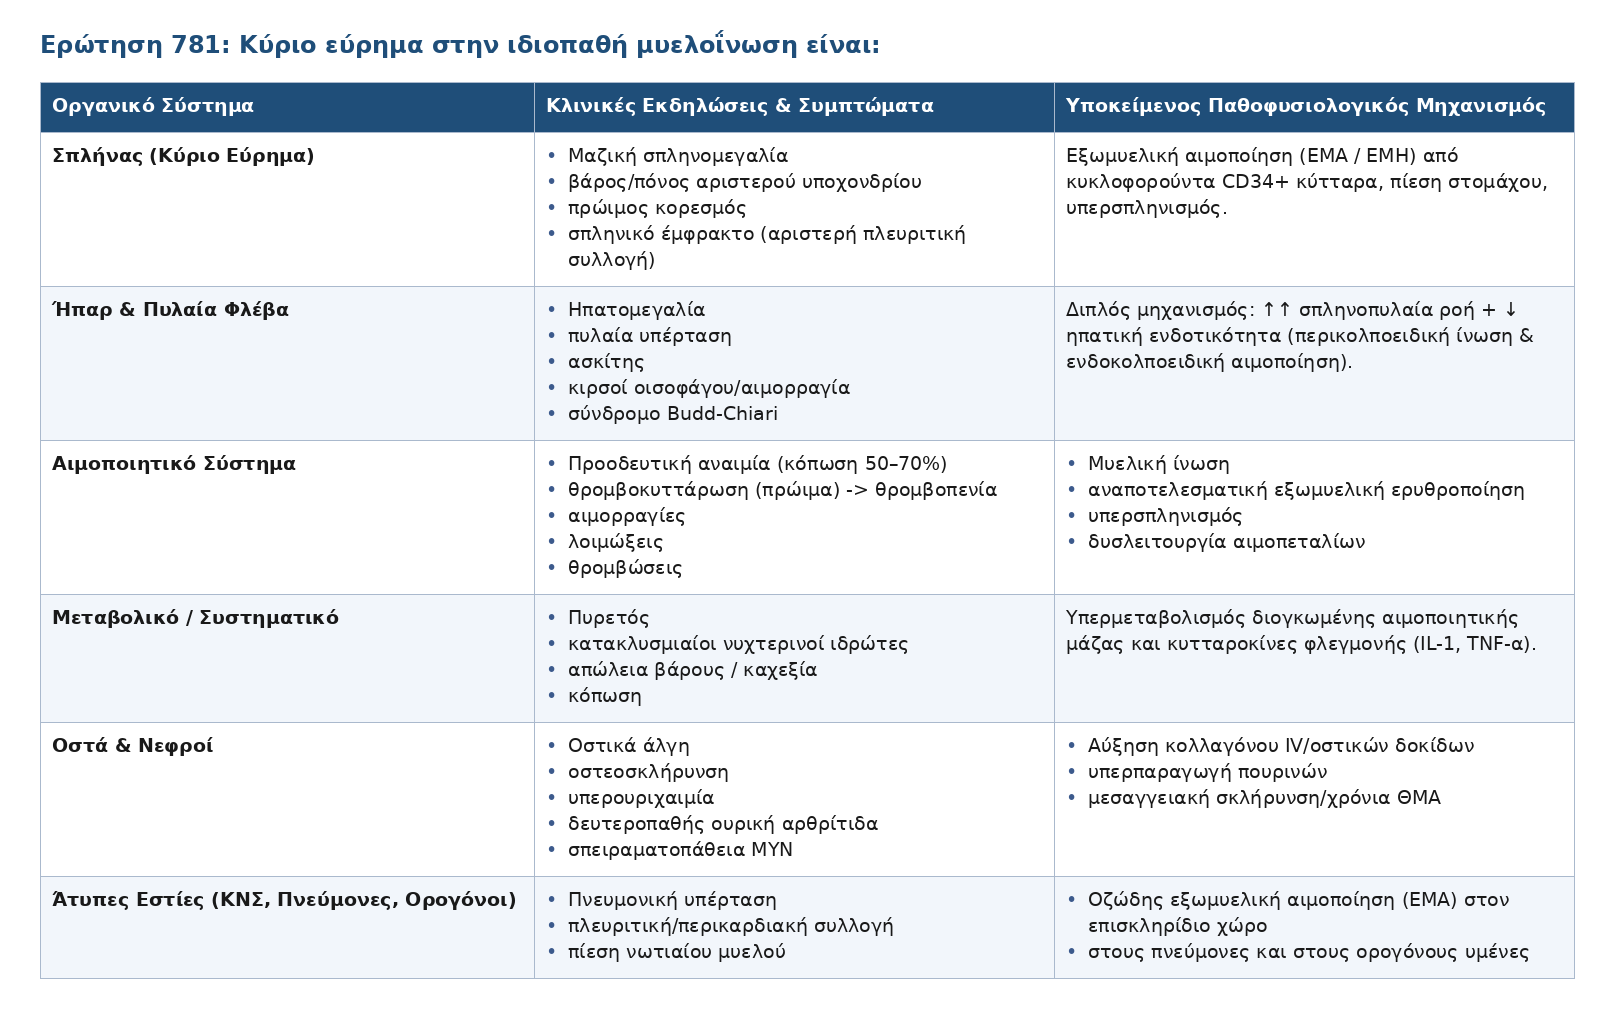 Ερώτηση 781: Κύριο εύρημα στην ιδιοπαθή μυελοΐνωση είναι:
Οργανικό Σύστημα
Κλινικές Εκδηλώσεις & Συμπτώματα
Υποκείμενος Παθοφυσιολογικός Μηχανισμός
Σπλήνας (Κύριο Εύρημα)
• Μαζική σπληνομεγαλία
• βάρος/πόνος αριστερού υποχονδρίου
• πρώιμος κορεσμός
• σπληνικό έμφρακτο (αριστερή πλευριτική
συλλογή)
Εξωμυελική αιμοποίηση (ΕΜΑ / EMH) από
κυκλοφορούντα CD34+ κύτταρα, πίεση στομάχου,
υπερσπληνισμός.
Ήπαρ & Πυλαία Φλέβα
• Ηπατομεγαλία
• πυλαία υπέρταση
• ασκίτης
• κιρσοί οισοφάγου/αιμορραγία
• σύνδρομο Budd-Chiari
Διπλός μηχανισμός: ↑↑ σπληνοπυλαία ροή + ↓
ηπατική ενδοτικότητα (περικολποειδική ίνωση &
ενδοκολποειδική αιμοποίηση).
Αιμοποιητικό Σύστημα
• Προοδευτική αναιμία (κόπωση 50–70%)
• θρομβοκυττάρωση (πρώιμα) -> θρομβοπενία
• αιμορραγίες
• λοιμώξεις
• θρομβώσεις
• Μυελική ίνωση
• αναποτελεσματική εξωμυελική ερυθροποίηση
• υπερσπληνισμός
• δυσλειτουργία αιμοπεταλίων
Μεταβολικό / Συστηματικό
• Πυρετός
• κατακλυσμιαίοι νυχτερινοί ιδρώτες
• απώλεια βάρους / καχεξία
• κόπωση
Υπερμεταβολισμός διογκωμένης αιμοποιητικής
μάζας και κυτταροκίνες φλεγμονής (IL-1, TNF-α).
Οστά & Νεφροί
• Οστικά άλγη
• οστεοσκλήρυνση
• υπερουριχαιμία
• δευτεροπαθής ουρική αρθρίτιδα
• σπειραματοπάθεια ΜΥΝ
• Αύξηση κολλαγόνου IV/οστικών δοκίδων
• υπερπαραγωγή πουρινών
• μεσαγγειακή σκλήρυνση/χρόνια ΘΜΑ
Άτυπες Εστίες (ΚΝΣ, Πνεύμονες, Ορογόνοι)
• Πνευμονική υπέρταση
• πλευριτική/περικαρδιακή συλλογή
• πίεση νωτιαίου μυελού
• Οζώδης εξωμυελική αιμοποίηση (ΕΜΑ) στον
επισκληρίδιο χώρο
• στους πνεύμονες και στους ορογόνους υμένες